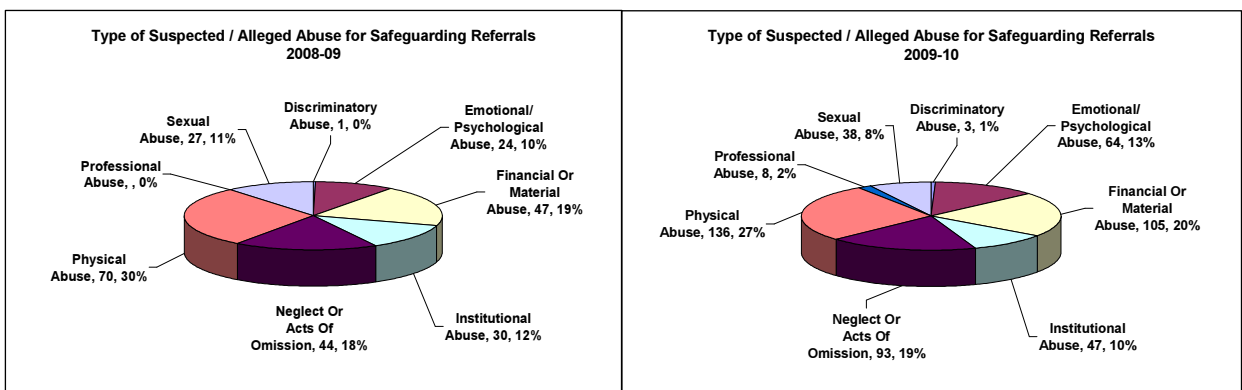 Type of Suspected / Alleged Abuse for Safeguarding Referrals
2008-09
Discriminatory
Abuse, 1, 0%
Emotional/
Psychological
Abuse, 24, 10%
Financial Or
Material
Abuse, 47, 19%
Institutional
Abuse, 30, 12%
Neglect Or
Acts Of
Omission, 44, 18%
Physical
Abuse, 70, 30%
Professional
Abuse, , 0%
Sexual
Abuse, 27, 11%
Type of Suspected / Alleged Abuse for Safeguarding Referrals
2009-10
Discriminatory
Abuse, 3, 1%
Emotional/
Psychological
Abuse, 64, 13%
Financial Or
Material
Abuse, 105, 20%
Institutional
Abuse, 47, 10%
Neglect Or
Acts Of
Omission, 93, 19%
Physical
Abuse, 136, 27%
Professional
Abuse, 8, 2%
Sexual
Abuse, 38, 8%